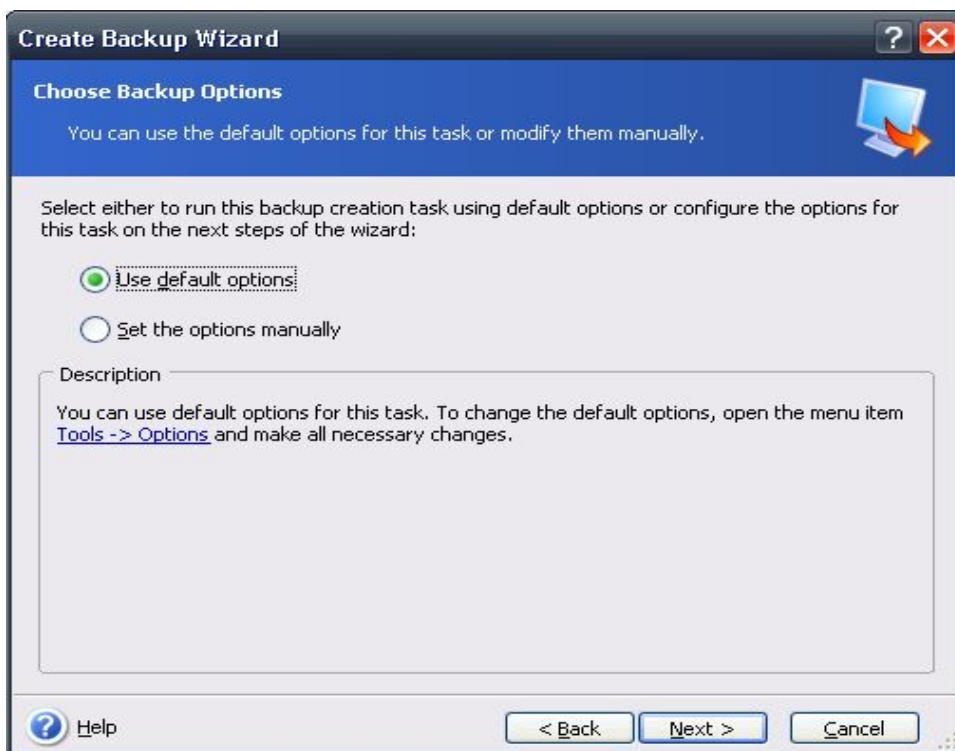 Create Backup Wizard
Choose Backup Options
You can use the default options for this task or modify them manually.
Select either to run this backup creation task using default options or configure the options for
this task on the next steps of the wizard:
Use default options
Set the options manually
Description
You can use default options for this task. To change the default options, open the menu item
Tools -> Options and make all necessary changes.
Help
< Back
Next >
Cancel